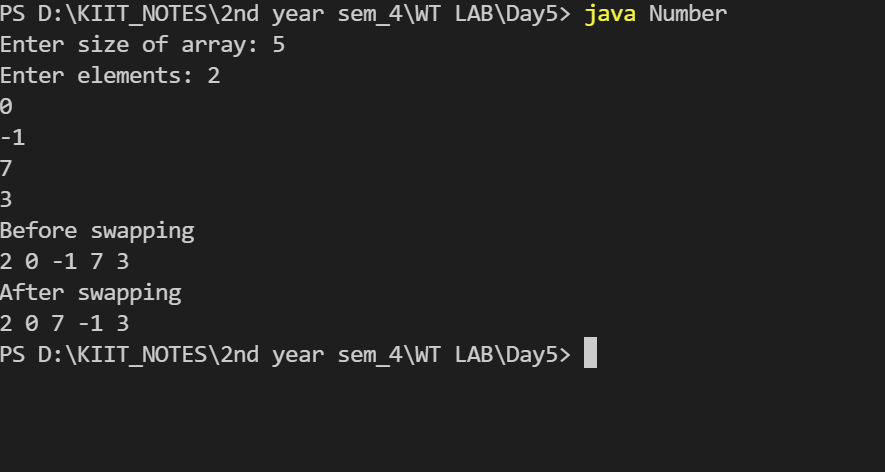 PS D:\KIIT_NOTES\2nd year sem_4\WT LAB\Day5> java Number
Enter size of array: 5
Enter elements: 2
0
-1
7
3
Before swapping
2 0 -1 7 3
After swapping
2 0 7 -1 3
PS D:\KIIT_NOTES\2nd year sem_4\WT LAB\Day5>